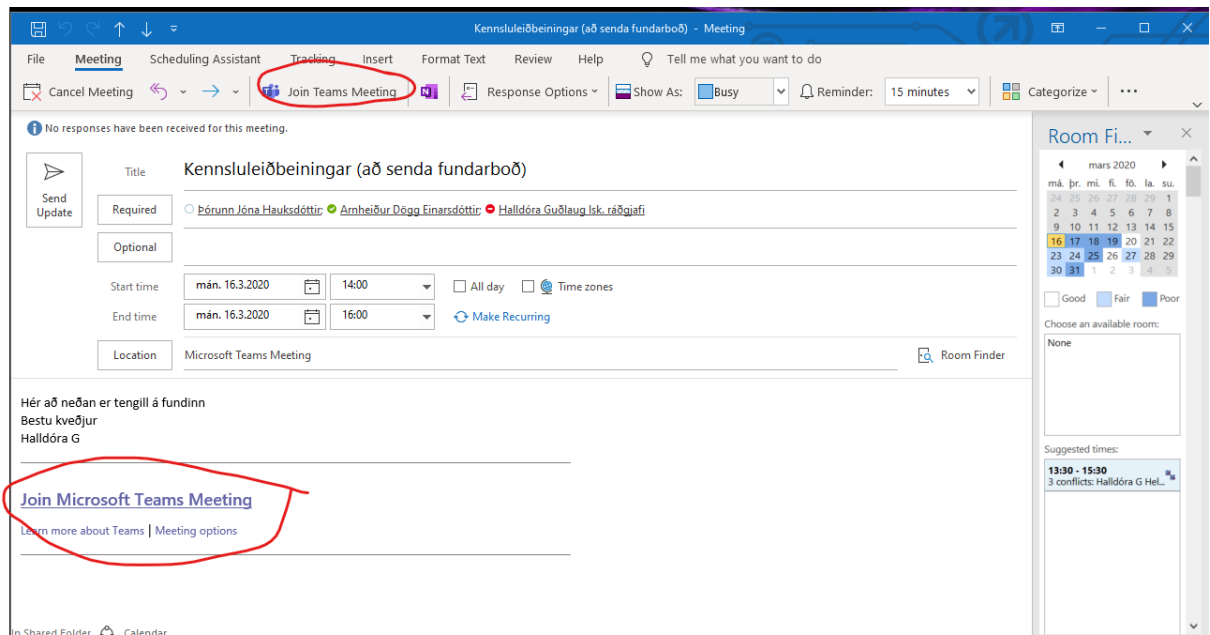 Kennsluleiðbeiningar (að senda fundarboð) - Meeting
File Meeting Scheduling Assistant Tracking Insert Format Text Review Help Tell me what you want to do
Cancel Meeting Join Teams Meeting Response Options Show As: Busy Reminder: 15 minutes Categorize
No responses have been received for this meeting.
Send Update
Title Kennsluleiðbeiningar (að senda fundarboð)
Required Þórunn Jóna Hauksdóttir; Arnheiður Dögg Einarsdóttir; Halldóra Guðlaug Isk. ráðgjafi
Optional
Start time mán. 16.3.2020 14:00 All day Time zones
End time mán. 16.3.2020 16:00 Make Recurring
Location Microsoft Teams Meeting Room Finder
Hér að neðan er tengill á fundinn
Bestu kveðjur
Halldóra G
Join Microsoft Teams Meeting
Learn more about Teams | Meeting options
In Shared Folder Calendar
Room Fi...
mars 2020
má. þr. mi. fi. fö. la. su.
24 25 26 27 28 29 1
2 3 4 5 6 7 8
9 10 11 12 13 14 15
16 17 18 19 20 21 22
23 24 25 26 27 28 29
30 31 1 2 3 4 5
Good Fair Poor
Choose an available room:
None
Suggested times:
13:30 - 15:30
3 conflicts: Halldóra G Hel...